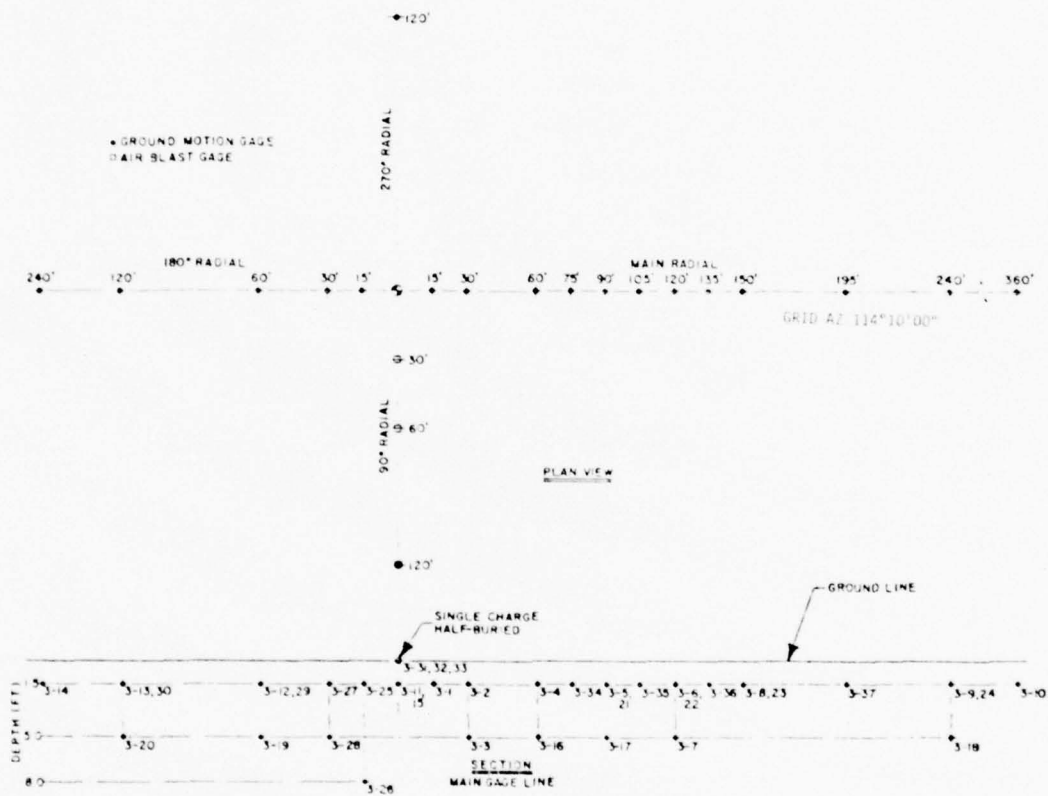 120'
270° RADIAL
• GROUND MOTION GAGE
□ AIR BLAST GAGE
180° RADIAL
MAIN RADIAL
240' 120' 60' 30' 15' 15' 30' 60' 75' 90' 105' 120' 135' 150' 195' 240' 360'
GRID AZ 114°10'00"
30'
90° RADIAL
60'
PLAN VIEW
120'
GROUND LINE
SINGLE CHARGE
HALF-BURIED
3-31,32,33
DEPTH (FT)
1.5 3-14 3-13,30 3-12,29 3-27 3-25 3-11, 3-1 3-2 3-4 3-34 3-5, 3-35 3-6, 3-36 3-8,23 3-37 3-9,24 3-10
15 21 22
5.0 3-20 3-19 3-28 3-3 3-16 3-17 3-7 3-18
SECTION
MAIN GAGE LINE
8.0 3-26